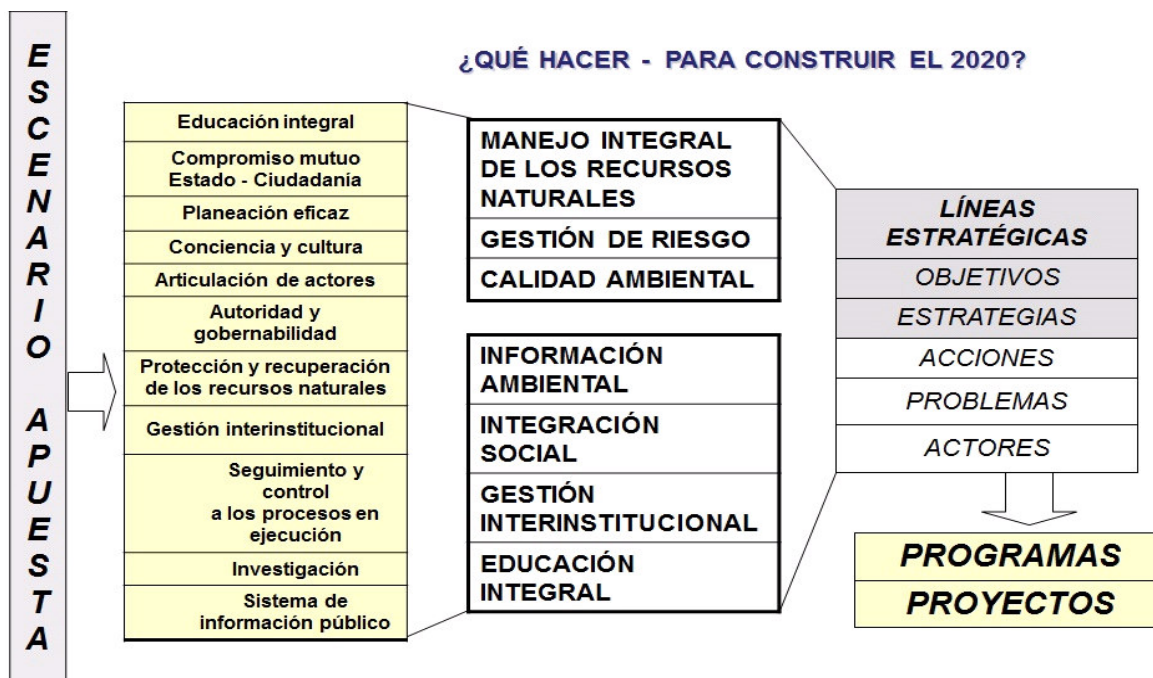 ESCENARIO APUESTA
¿QUÉ HACER - PARA CONSTRUIR EL 2020?
Educación integral
Compromiso mutuo
Estado - Ciudadanía
Planeación eficaz
Conciencia y cultura
Articulación de actores
Autoridad y
gobernabilidad
Protección y recuperación
de los recursos naturales
Gestión interinstitucional
Seguimiento y
control
a los procesos en
ejecución
Investigación
Sistema de
información público
MANEJO INTEGRAL
DE LOS RECURSOS
NATURALES
GESTIÓN DE RIESGO
CALIDAD AMBIENTAL
INFORMACIÓN
AMBIENTAL
INTEGRACIÓN
SOCIAL
GESTIÓN
INTERINSTITUCIONAL
EDUCACIÓN
INTEGRAL
LÍNEAS
ESTRATÉGICAS
OBJETIVOS
ESTRATEGIAS
ACCIONES
PROBLEMAS
ACTORES
PROGRAMAS
PROYECTOS